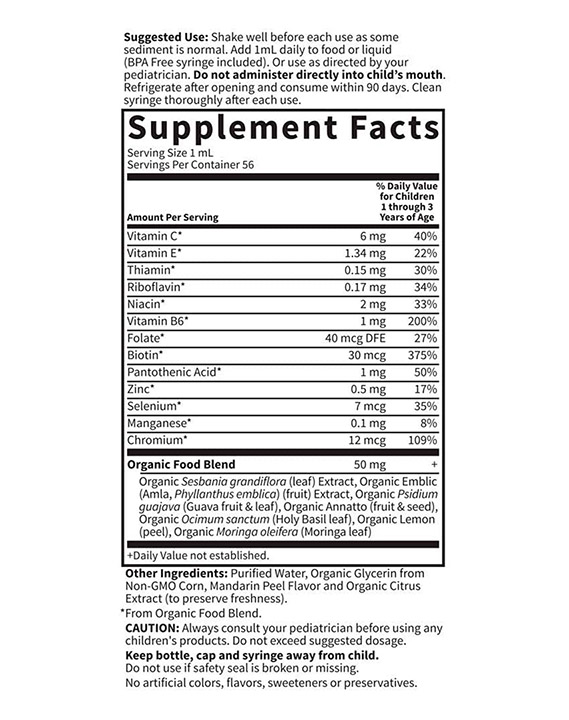 Suggested Use: Shake well before each use as some
sediment is normal. Add 1mL daily to food or liquid
(BPA Free syringe included). Or use as directed by your
pediatrician. Do not administer directly into child's mouth.
Refrigerate after opening and consume within 90 days. Clean
syringe thoroughly after each use.
Supplement Facts
Serving Size 1 mL
Servings Per Container 56
% Daily Value
for Children
1 through 3
Amount Per Serving Years of Age
Vitamin C* 6 mg 40%
Vitamin E* 1.34 mg 22%
Thiamin* 0.15 mg 30%
Riboflavin* 0.17 mg 34%
Niacin* 2 mg 33%
Vitamin B6* 1 mg 200%
Folate* 40 mcg DFE 27%
Biotin* 30 mcg 375%
Pantothenic Acid* 1 mg 50%
Zinc* 0.5 mg 17%
Selenium* 7 mcg 35%
Manganese* 0.1 mg 8%
Chromium* 12 mcg 109%
Organic Food Blend 50 mg +
Organic Sesbania grandiflora (leaf) Extract, Organic Emblic
(Amla, Phyllanthus emblica) (fruit) Extract, Organic Psidium
guajava (Guava fruit & leaf), Organic Annatto (fruit & seed),
Organic Ocimum sanctum (Holy Basil leaf), Organic Lemon
(peel), Organic Moringa oleifera (Moringa leaf)
+Daily Value not established.
Other Ingredients: Purified Water, Organic Glycerin from
Non-GMO Corn, Mandarin Peel Flavor and Organic Citrus
Extract (to preserve freshness).
*From Organic Food Blend.
CAUTION: Always consult your pediatrician before using any
children's products. Do not exceed suggested dosage.
Keep bottle, cap and syringe away from child.
Do not use if safety seal is broken or missing.
No artificial colors, flavors, sweeteners or preservatives.